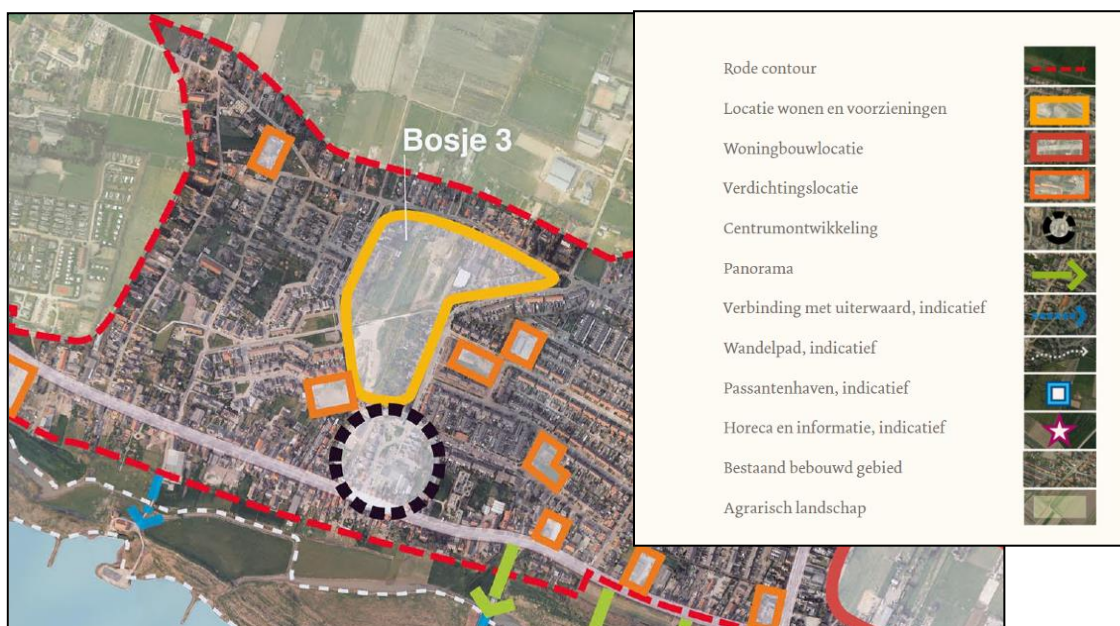 Bosje 3
Rode contour
Locatie wonen en voorzieningen
Woningbouwlocatie
Verdichtingslocatie
Centrumontwikkeling
Panorama
Verbinding met uiterwaard, indicatief
Wandelpad, indicatief
Passantenhaven, indicatief
Horeca en informatie, indicatief
Bestaand bebouwd gebied
Agrarisch landschap